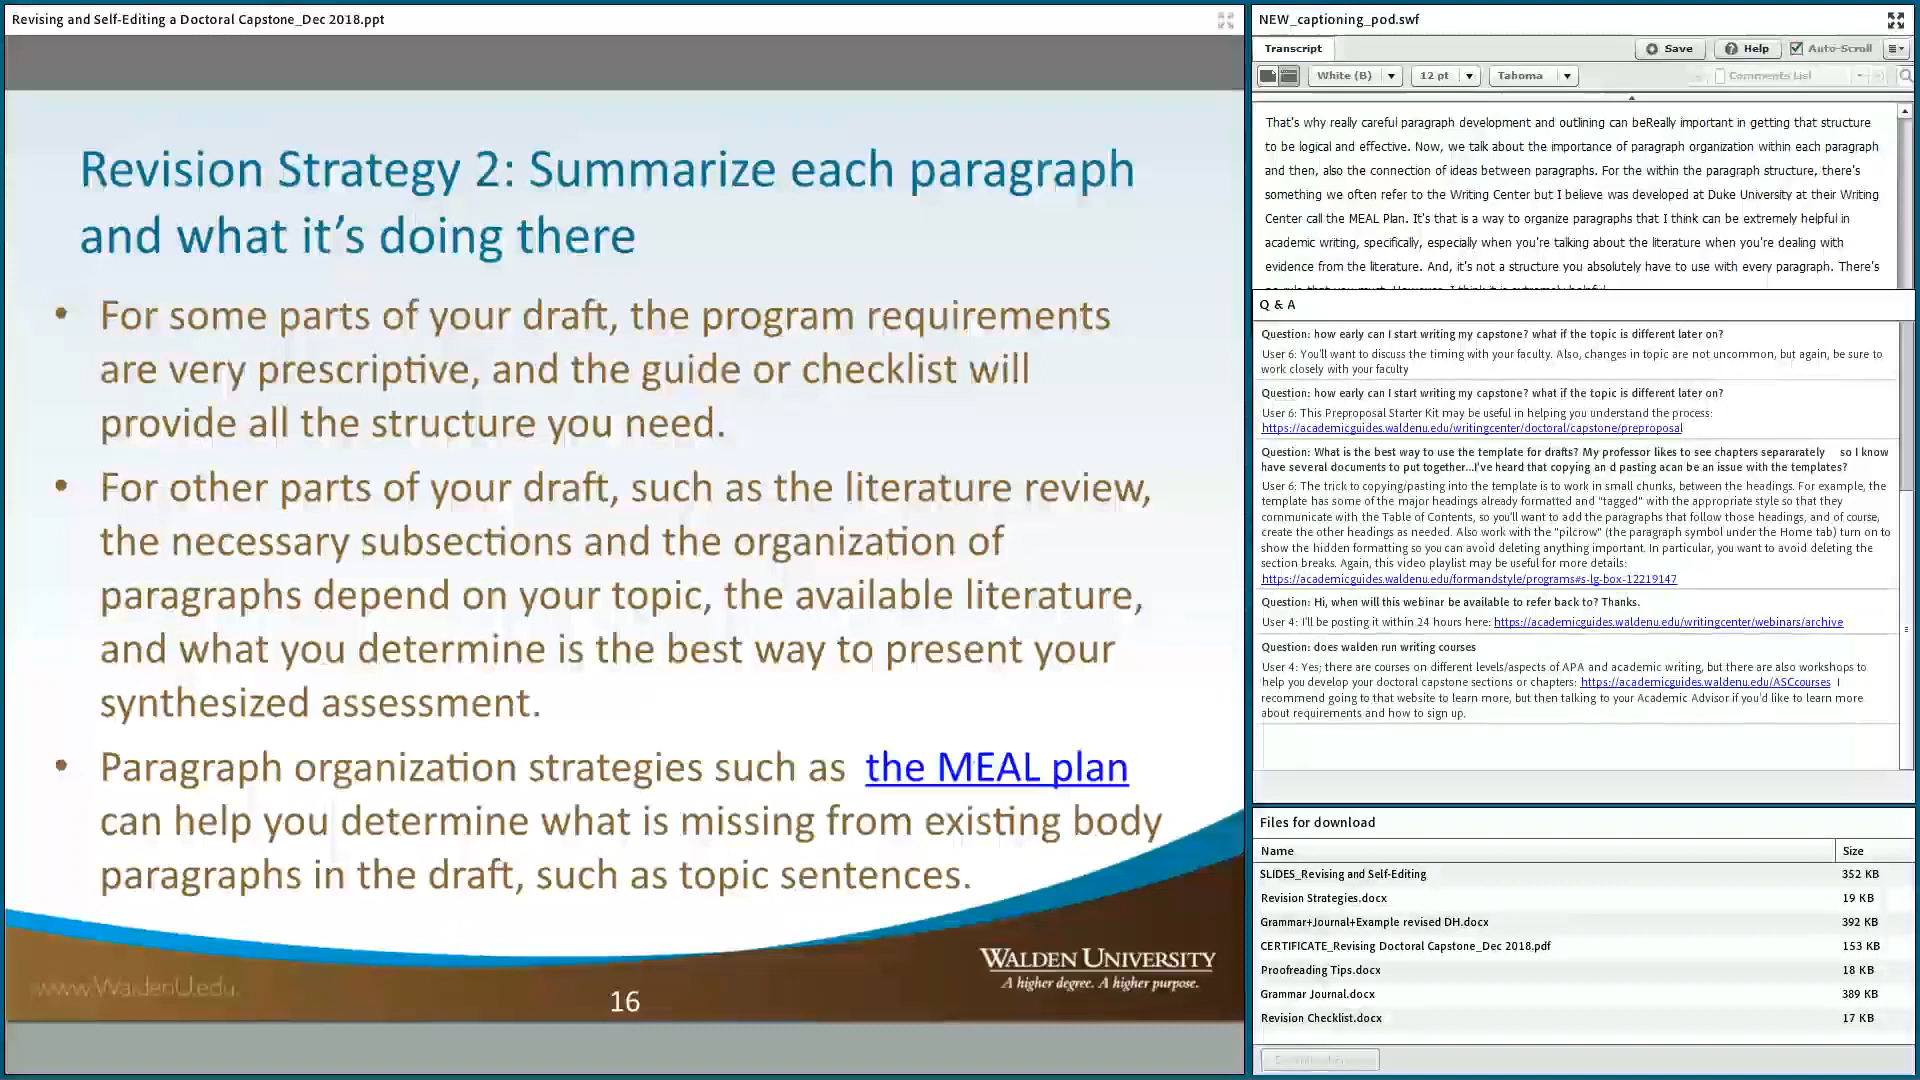 Revising and Self-Editing a Doctoral Capstone_Dec 2018.ppt
Revision Strategy 2: Summarize each paragraph
and what it’s doing there
• For some parts of your draft, the program requirements
are very prescriptive, and the guide or checklist will
provide all the structure you need.
• For other parts of your draft, such as the literature review,
the necessary subsections and the organization of
paragraphs depend on your topic, the available literature,
and what you determine is the best way to present your
synthesized assessment.
• Paragraph organization strategies such as the MEAL plan
can help you determine what is missing from existing body
paragraphs in the draft, such as topic sentences.
www.WaldenU.edu
16
WALDEN UNIVERSITY
A higher degree. A higher purpose.
NEW_captioning_pod.swf
Transcript
Save
Help
Auto-Scroll
White (B)
12 pt
Tahoma
Comments List
That's why really careful paragraph development and outlining can beReally important in getting that structure
to be logical and effective. Now, we talk about the importance of paragraph organization within each paragraph
and then, also the connection of ideas between paragraphs. For the within the paragraph structure, there's
something we often refer to the Writing Center but I believe was developed at Duke University at their Writing
Center call the MEAL Plan. It's that is a way to organize paragraphs that I think can be extremely helpful in
academic writing, specifically, especially when you're talking about the literature when you're dealing with
evidence from the literature. And, it's not a structure you absolutely have to use with every paragraph. There's
Q & A
Question: how early can I start writing my capstone? what if the topic is different later on?
User 6: You'll want to discuss the timing with your faculty. Also, changes in topic are not uncommon, but again, be sure to
work closely with your faculty
Question: how early can I start writing my capstone? what if the topic is different later on?
User 6: This Preproposal Starter Kit may be useful in helping you understand the process:
https://academicguides.waldenu.edu/writingcenter/doctoral/capstone/preproposal
Question: What is the best way to use the template for drafts? My professor likes to see chapters separarately so I know
have several documents to put together...I've heard that copying an d pasting acan be an issue with the templates?
User 6: The trick to copying/pasting into the template is to work in small chunks, between the headings. For example, the
template has some of the major headings already formatted and "tagged" with the appropriate style so that they
communicate with the Table of Contents, so you'll want to add the paragraphs that follow those headings, and of course,
create the other headings as needed. Also work with the "pilcrow" (the paragraph symbol under the Home tab) turn on to
show the hidden formatting so you can avoid deleting anything important. In particular, you want to avoid deleting the
section breaks. Again, this video playlist may be useful for more details:
https://academicguides.waldenu.edu/formandstyle/programs#s-lg-box-12219147
Question: Hi, when will this webinar be available to refer back to? Thanks.
User 4: I'll be posting it within 24 hours here: https://academicguides.waldenu.edu/writingcenter/webinars/archive
Question: does walden run writing courses
User 4: Yes; there are courses on different levels/aspects of APA and academic writing, but there are also workshops to
help you develop your doctoral capstone sections or chapters: https://academicguides.waldenu.edu/ASCcourses I
recommend going to that website to learn more, but then talking to your Academic Advisor if you'd like to learn more
about requirements and how to sign up.
Files for download
Name Size
SLIDES_Revising and Self-Editing 352 KB
Revision Strategies.docx 19 KB
Grammar+Journal+Example revised DH.docx 392 KB
CERTIFICATE_Revising Doctoral Capstone_Dec 2018.pdf 153 KB
Proofreading Tips.docx 18 KB
Grammar Journal.docx 389 KB
Revision Checklist.docx 17 KB